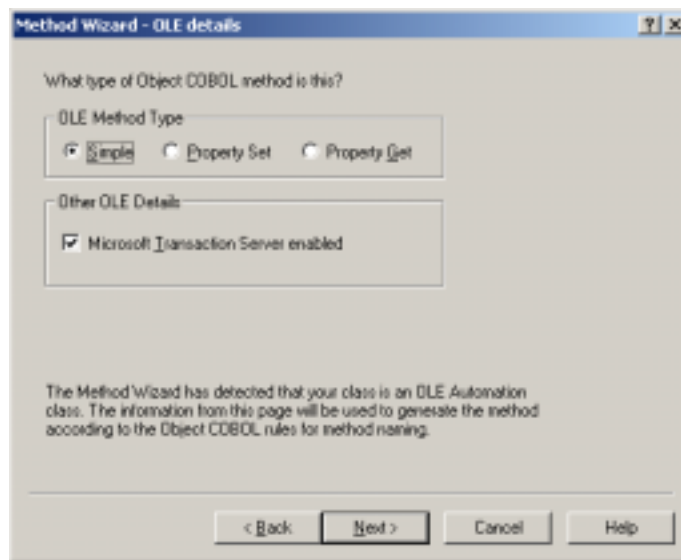 Method Wizard - OLE details
What type of Object COBOL method is this?
OLE Method Type
Simple Property Set Property Get
Other OLE Details
Microsoft Transaction Server enabled
The Method Wizard has detected that your class is an OLE Automation
class. The information from this page will be used to generate the method
according to the Object COBOL rules for method naming.
< Back Next > Cancel Help